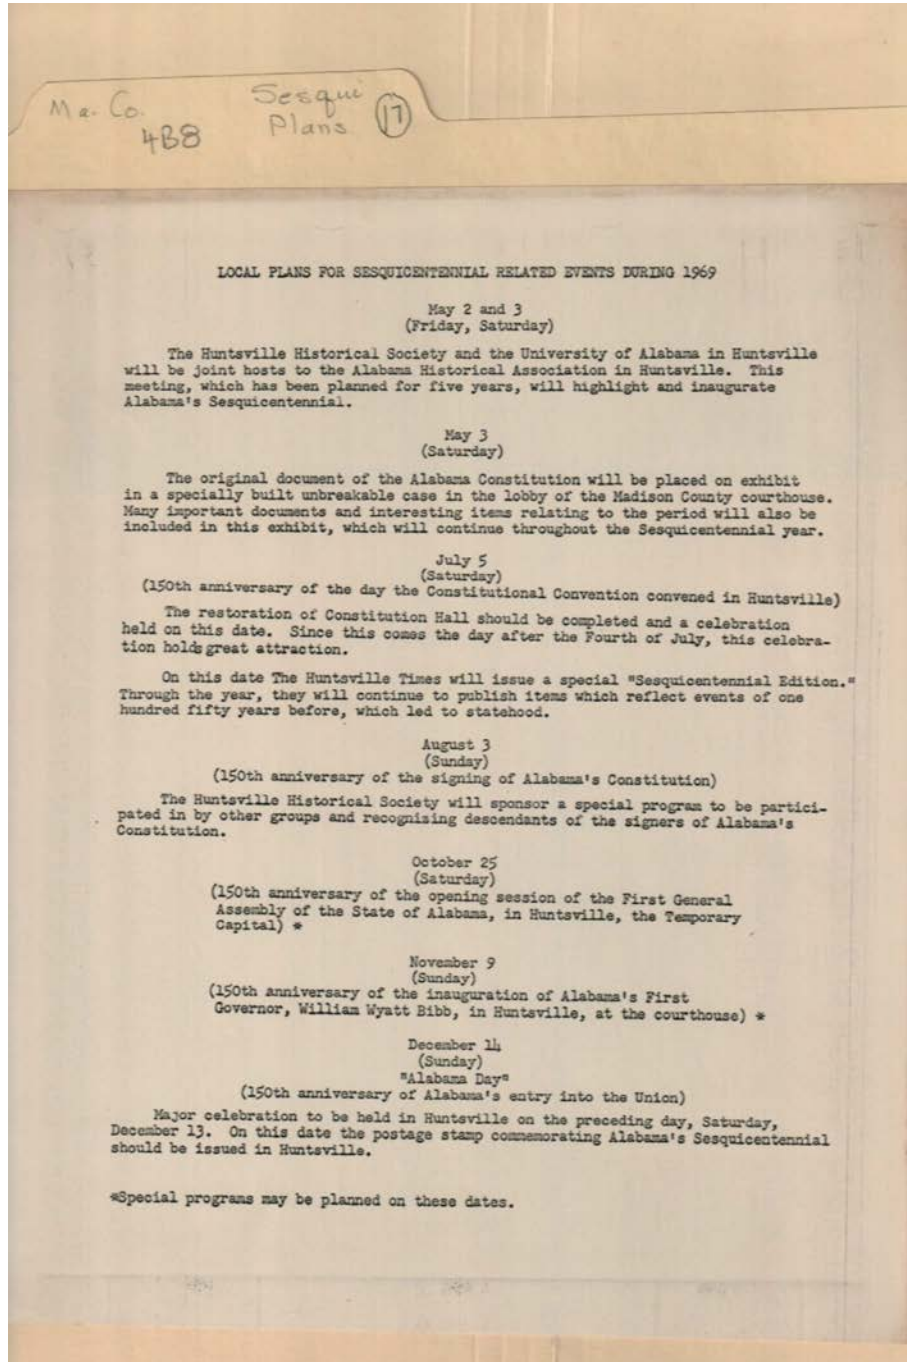 Ma. Co. Sesqui
4B8 Plans 17
LOCAL PLANS FOR SESQUICENTENNIAL RELATED EVENTS DURING 1969
May 2 and 3
(Friday, Saturday)
The Huntsville Historical Society and the University of Alabama in Huntsville
will be joint hosts to the Alabama Historical Association in Huntsville. This
meeting, which has been planned for five years, will highlight and inaugurate
Alabama's Sesquicentennial.
May 3
(Saturday)
The original document of the Alabama Constitution will be placed on exhibit
in a specially built unbreakable case in the lobby of the Madison County courthouse.
Many important documents and interesting items relating to the period will also be
included in this exhibit, which will continue throughout the Sesquicentennial year.
July 5
(Saturday)
(150th anniversary of the day the Constitutional Convention convened in Huntsville)
The restoration of Constitution Hall should be completed and a celebration
held on this date. Since this comes the day after the Fourth of July, this celebra-
tion holds great attraction.
On this date The Huntsville Times will issue a special "Sesquicentennial Edition."
Through the year, they will continue to publish items which reflect events of one
hundred fifty years before, which led to statehood.
August 3
(Sunday)
(150th anniversary of the signing of Alabama's Constitution)
The Huntsville Historical Society will sponsor a special program to be partici-
pated in by other groups and recognizing descendants of the signers of Alabama's
Constitution.
October 25
(Saturday)
(150th anniversary of the opening session of the First General
Assembly of the State of Alabama, in Huntsville, the Temporary
Capital) *
November 9
(Sunday)
(150th anniversary of the inauguration of Alabama's First
Governor, William Wyatt Bibb, in Huntsville, at the courthouse) *
December 14
(Sunday)
"Alabama Day"
(150th anniversary of Alabama's entry into the Union)
Major celebration to be held in Huntsville on the preceding day, Saturday,
December 13. On this date the postage stamp commemorating Alabama's Sesquicentennial
should be issued in Huntsville.
*Special programs may be planned on these dates.